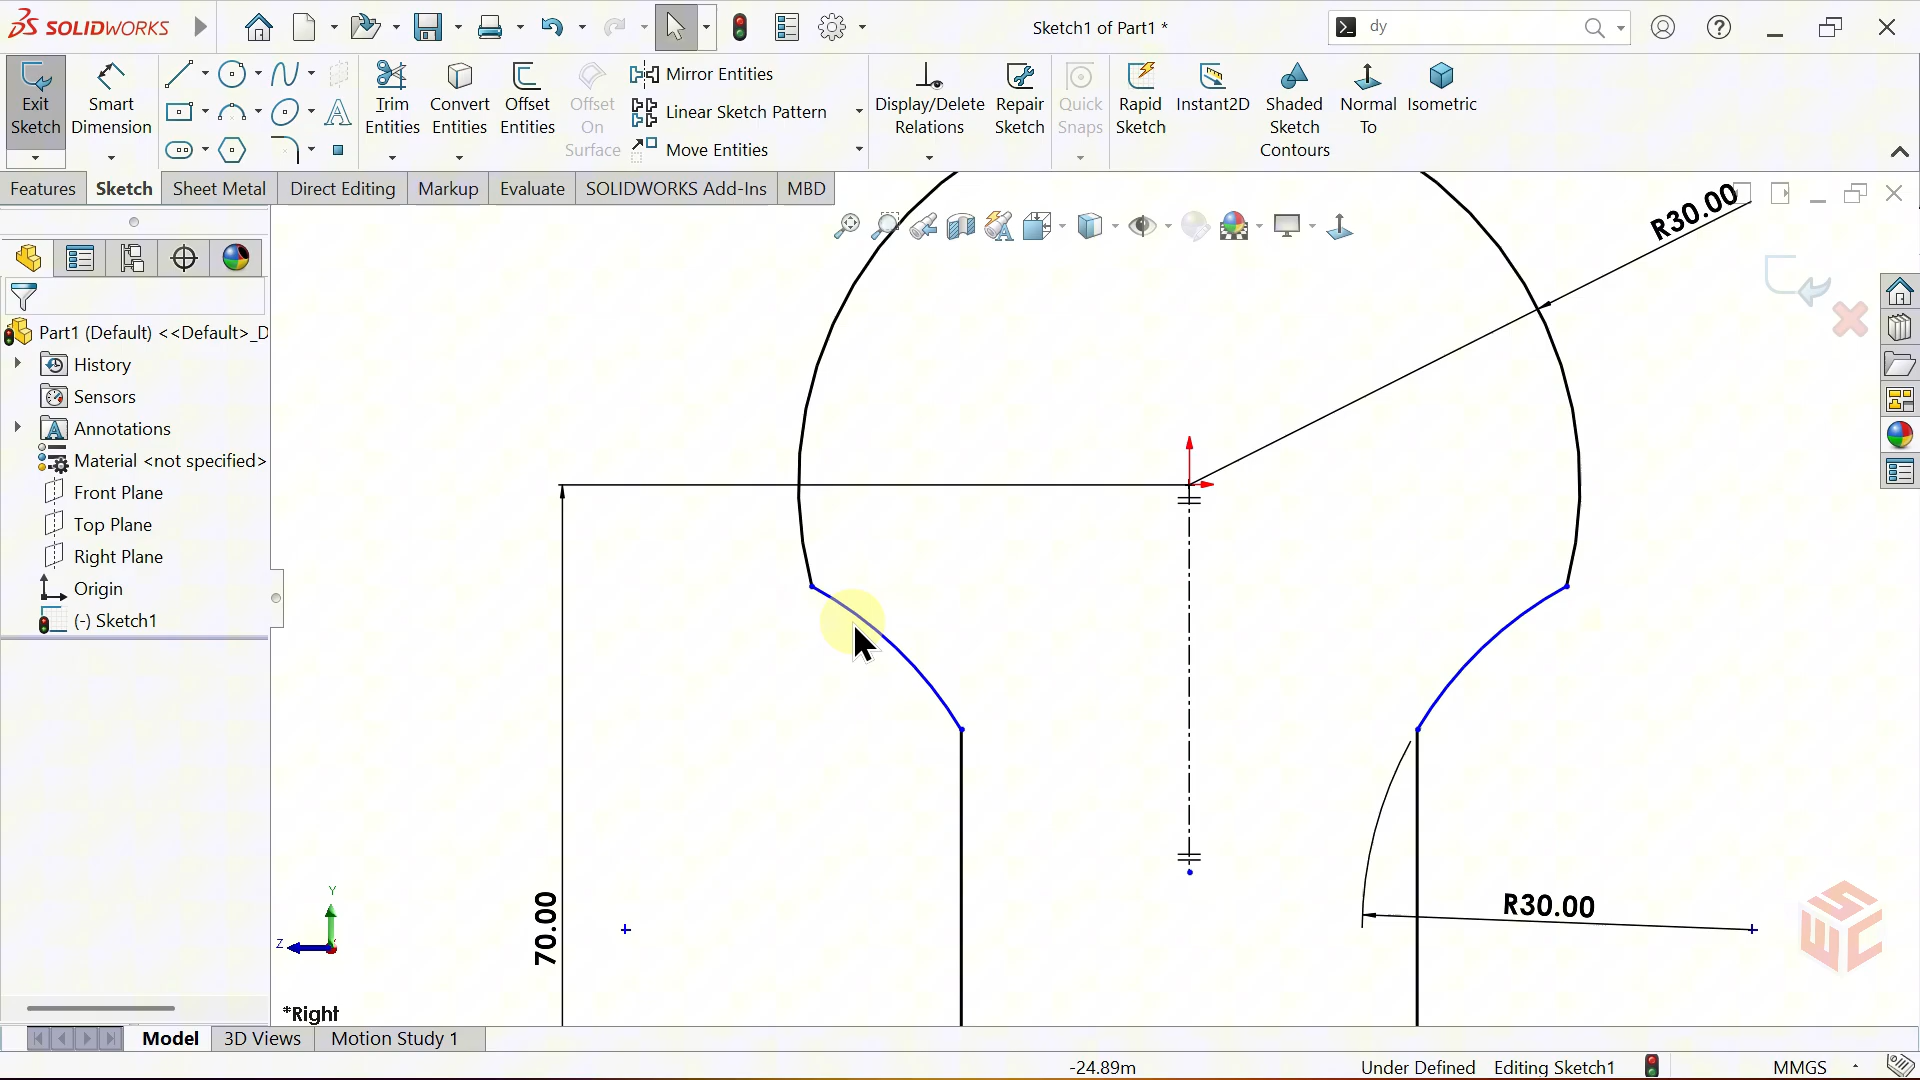 SOLIDWORKS
Sketch1 of Part1 *
dy
Exit Sketch
Smart Dimension
Trim Entities
Convert Entities
Offset Entities
Offset On Surface
Mirror Entities
Linear Sketch Pattern
Move Entities
Display/Delete Relations
Repair Sketch
Quick Snaps
Rapid Sketch
Instant2D
Shaded Sketch Contours
Normal To
Isometric
Features
Sketch
Sheet Metal
Direct Editing
Markup
Evaluate
SOLIDWORKS Add-Ins
MBD
Part1 (Default) <<Default>_D
History
Sensors
Annotations
Material <not specified>
Front Plane
Top Plane
Right Plane
Origin
(-) Sketch1
R30.00
70.00
R30.00
Y
Z
*Right
SWC
Model
3D Views
Motion Study 1
-24.89m
Under Defined
Editing Sketch1
MMGS